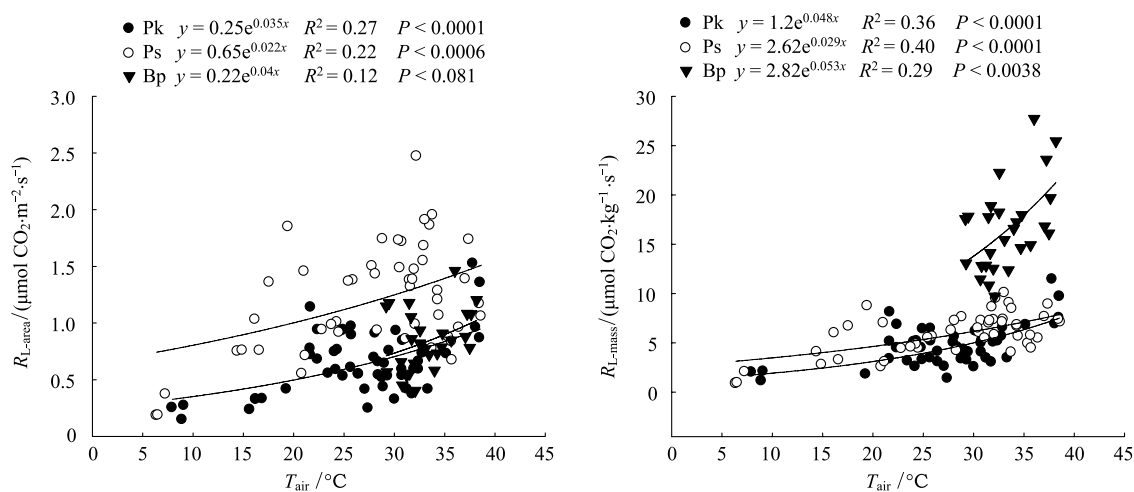 Pk y = 0.25e^0.035x R² = 0.27 P < 0.0001
Ps y = 0.65e^0.022x R² = 0.22 P < 0.0006
Bp y = 0.22e^0.04x R² = 0.12 P < 0.081
3.0
2.5
2.0
1.5
1.0
0.5
0
R_L-area/(μmol CO₂·m⁻²·s⁻¹)
0 5 10 15 20 25 30 35 40 45
T_air /°C
Pk y = 1.2e^0.048x R² = 0.36 P < 0.0001
Ps y = 2.62e^0.029x R² = 0.40 P < 0.0001
Bp y = 2.82e^0.053x R² = 0.29 P < 0.0038
30
25
20
15
10
5
0
R_L-mass/(μmol CO₂·kg⁻¹·s⁻¹)
0 5 10 15 20 25 30 35 40 45
T_air /°C